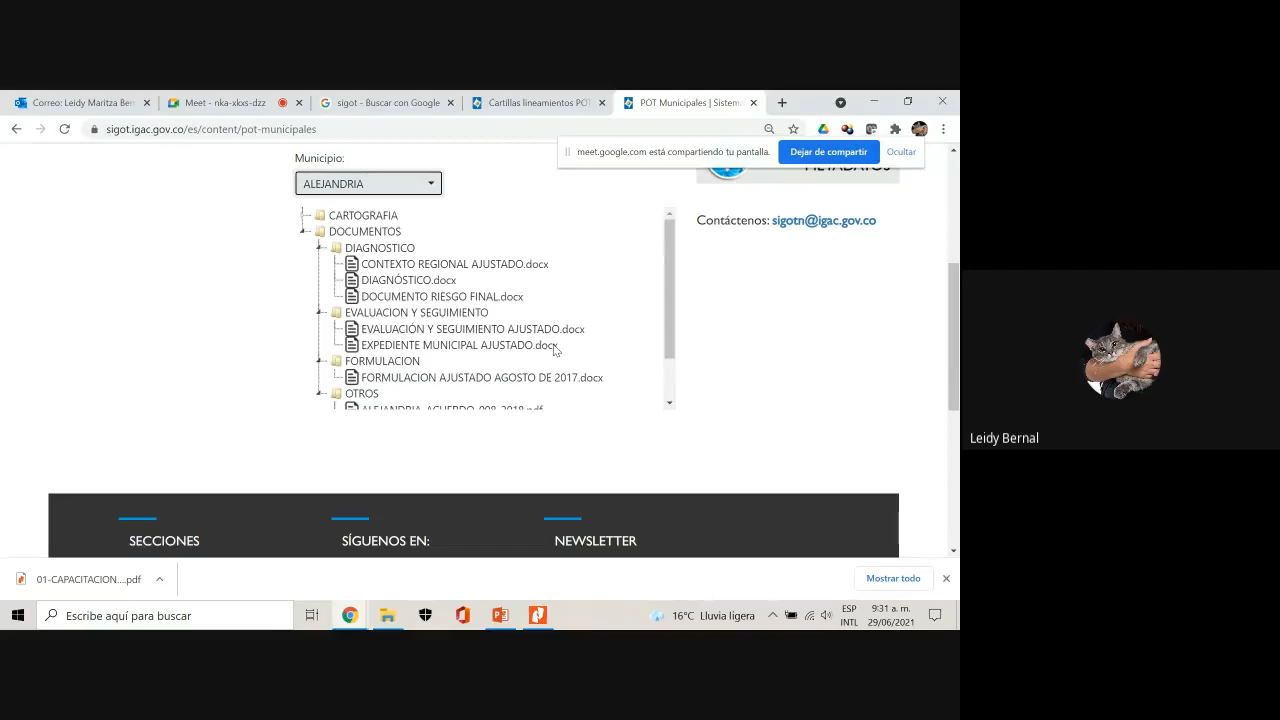 Correo: Leidy Maritza Ber
Meet - nka-xkxs-dzz
sigot - Buscar con Google
Cartillas lineamientos POT
POT Municipales | Sistema
sigot.igac.gov.co/es/content/pot-municipales
meet.google.com está compartiendo tu pantalla.
Dejar de compartir
Ocultar
Municipio:
METADATOS
ALEJANDRIA
CARTOGRAFIA
Contáctenos: sigotn@igac.gov.co
DOCUMENTOS
DIAGNOSTICO
CONTEXTO REGIONAL AJUSTADO.docx
DIAGNÓSTICO.docx
DOCUMENTO RIESGO FINAL.docx
EVALUACION Y SEGUIMIENTO
EVALUACIÓN Y SEGUIMIENTO AJUSTADO.docx
EXPEDIENTE MUNICIPAL AJUSTADO.docx
FORMULACION
FORMULACION AJUSTADO AGOSTO DE 2017.docx
OTROS
ALEJANDRIA_ACUERDO_008_2018.pdf
Leidy Bernal
SECCIONES
SÍGUENOS EN:
NEWSLETTER
01-CAPACITACION....pdf
Mostrar todo
Escribe aquí para buscar
16°C Lluvia ligera
ESP
INTL
9:31 a. m.
29/06/2021